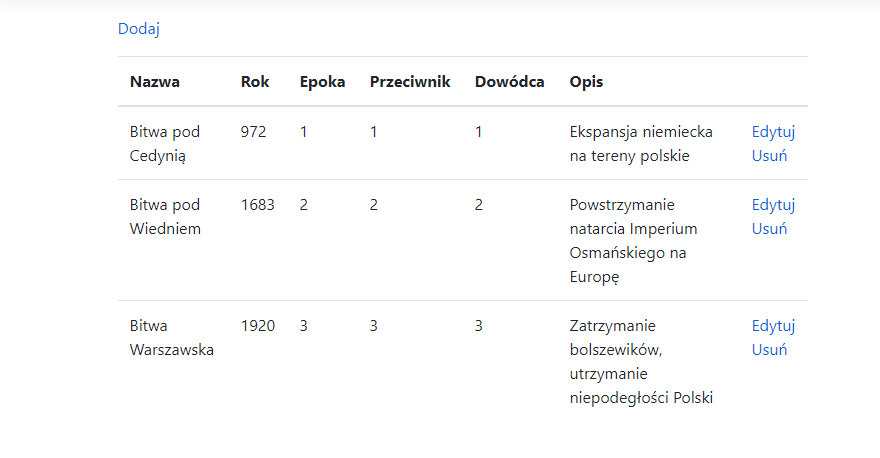 Dodaj
Nazwa Rok Epoka Przeciwnik Dowódca Opis
Bitwa pod 972 1 1 1 Ekspansja niemiecka Edytuj
Cedynią na tereny polskie Usuń
Bitwa pod 1683 2 2 2 Powstrzymanie Edytuj
Wiedniem natarcia Imperium Usuń
Osmańskiego na
Europę
Bitwa 1920 3 3 3 Zatrzymanie Edytuj
Warszawska bolszewików, Usuń
utrzymanie
niepodegłości Polski